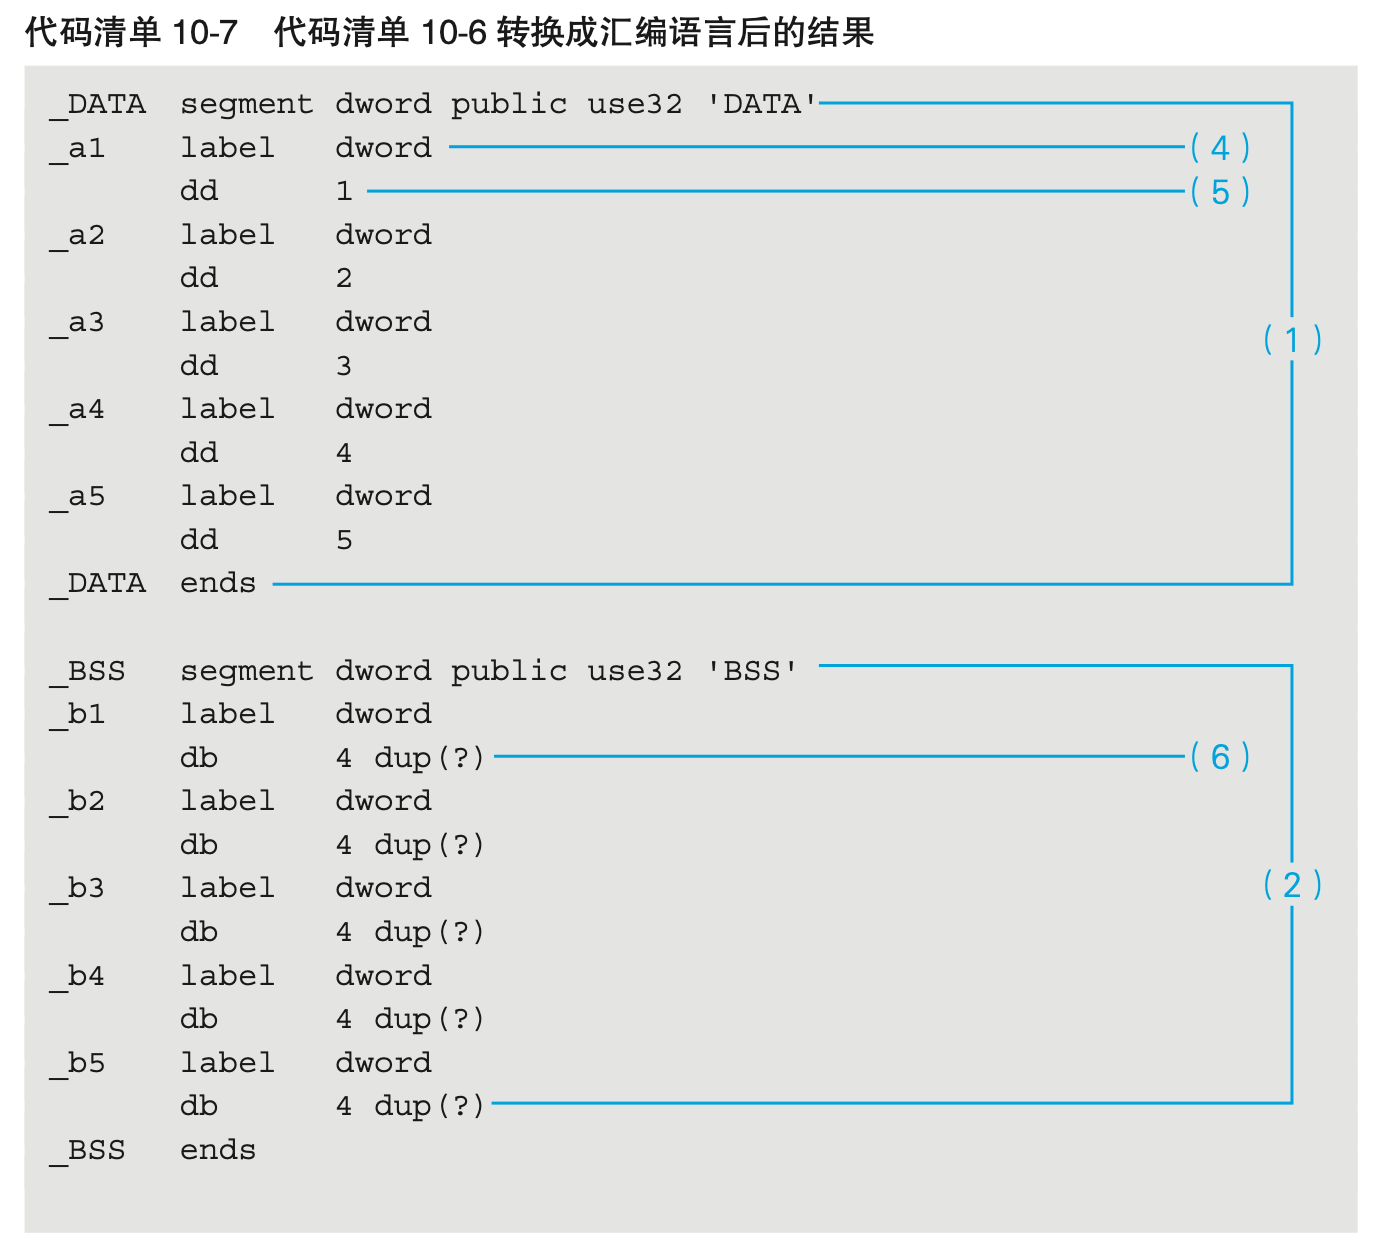 代码清单 10-7 代码清单 10-6 转换成汇编语言后的结果
_DATA segment dword public use32 'DATA'
_a1 label dword (4)
dd 1 (5)
_a2 label dword
dd 2
_a3 label dword
(1)
dd 3
_a4 label dword
dd 4
_a5 label dword
dd 5
_DATA ends
_BSS segment dword public use32 'BSS'
_b1 label dword
db 4 dup(?) (6)
_b2 label dword
db 4 dup(?)
_b3 label dword
(2)
db 4 dup(?)
_b4 label dword
db 4 dup(?)
_b5 label dword
db 4 dup(?)
_BSS ends